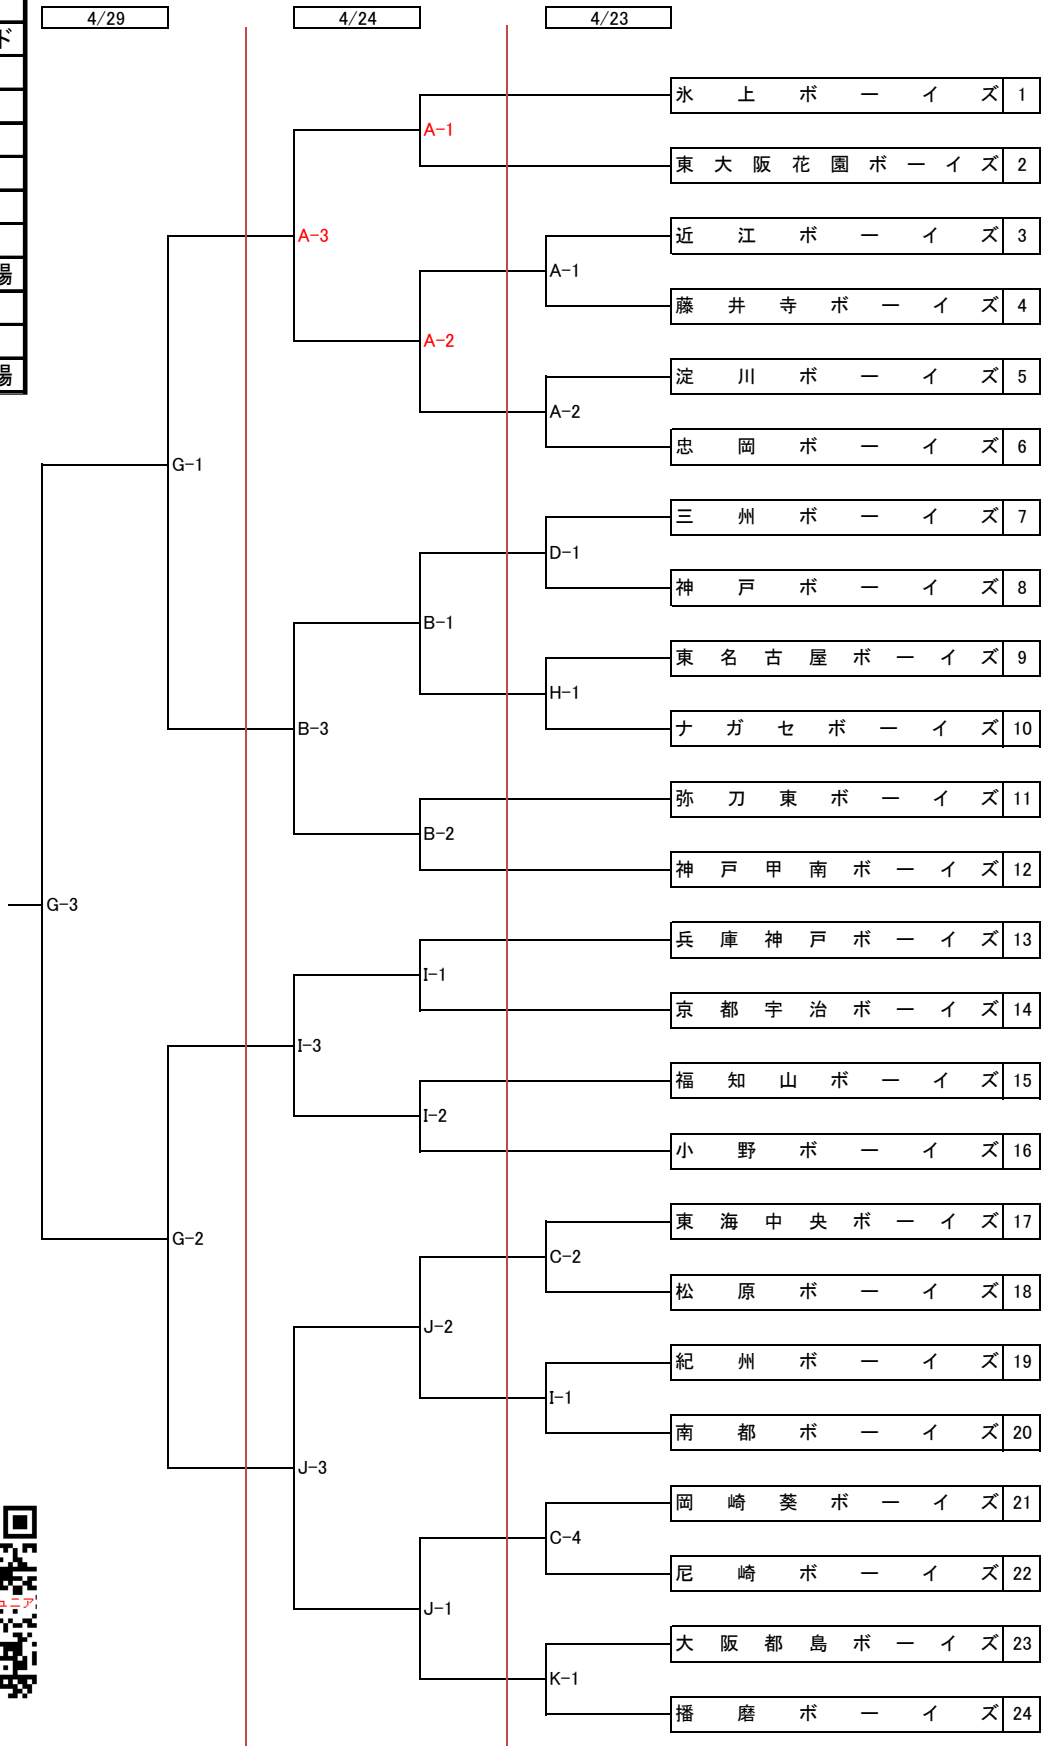 4/29 4/24 4/23
ド
氷上ボーイズ 1
A-1
東大阪花園ボーイズ 2
A-3
近江ボーイズ 3
場
A-1
藤井寺ボーイズ 4
A-2
場
淀川ボーイズ 5
A-2
忠岡ボーイズ 6
G-1
三州ボーイズ 7
D-1
神戸ボーイズ 8
B-1
東名古屋ボーイズ 9
H-1
B-3
ナガセボーイズ 10
弥刀東ボーイズ 11
B-2
神戸甲南ボーイズ 12
G-3
兵庫神戸ボーイズ 13
I-1
京都宇治ボーイズ 14
I-3
福知山ボーイズ 15
I-2
小野ボーイズ 16
東海中央ボーイズ 17
G-2
C-2
松原ボーイズ 18
J-2
紀州ボーイズ 19
I-1
南都ボーイズ 20
J-3
岡崎葵ボーイズ 21
C-4
尼崎ボーイズ 22
ュニア
J-1
大阪都島ボーイズ 23
K-1
播磨ボーイズ 24